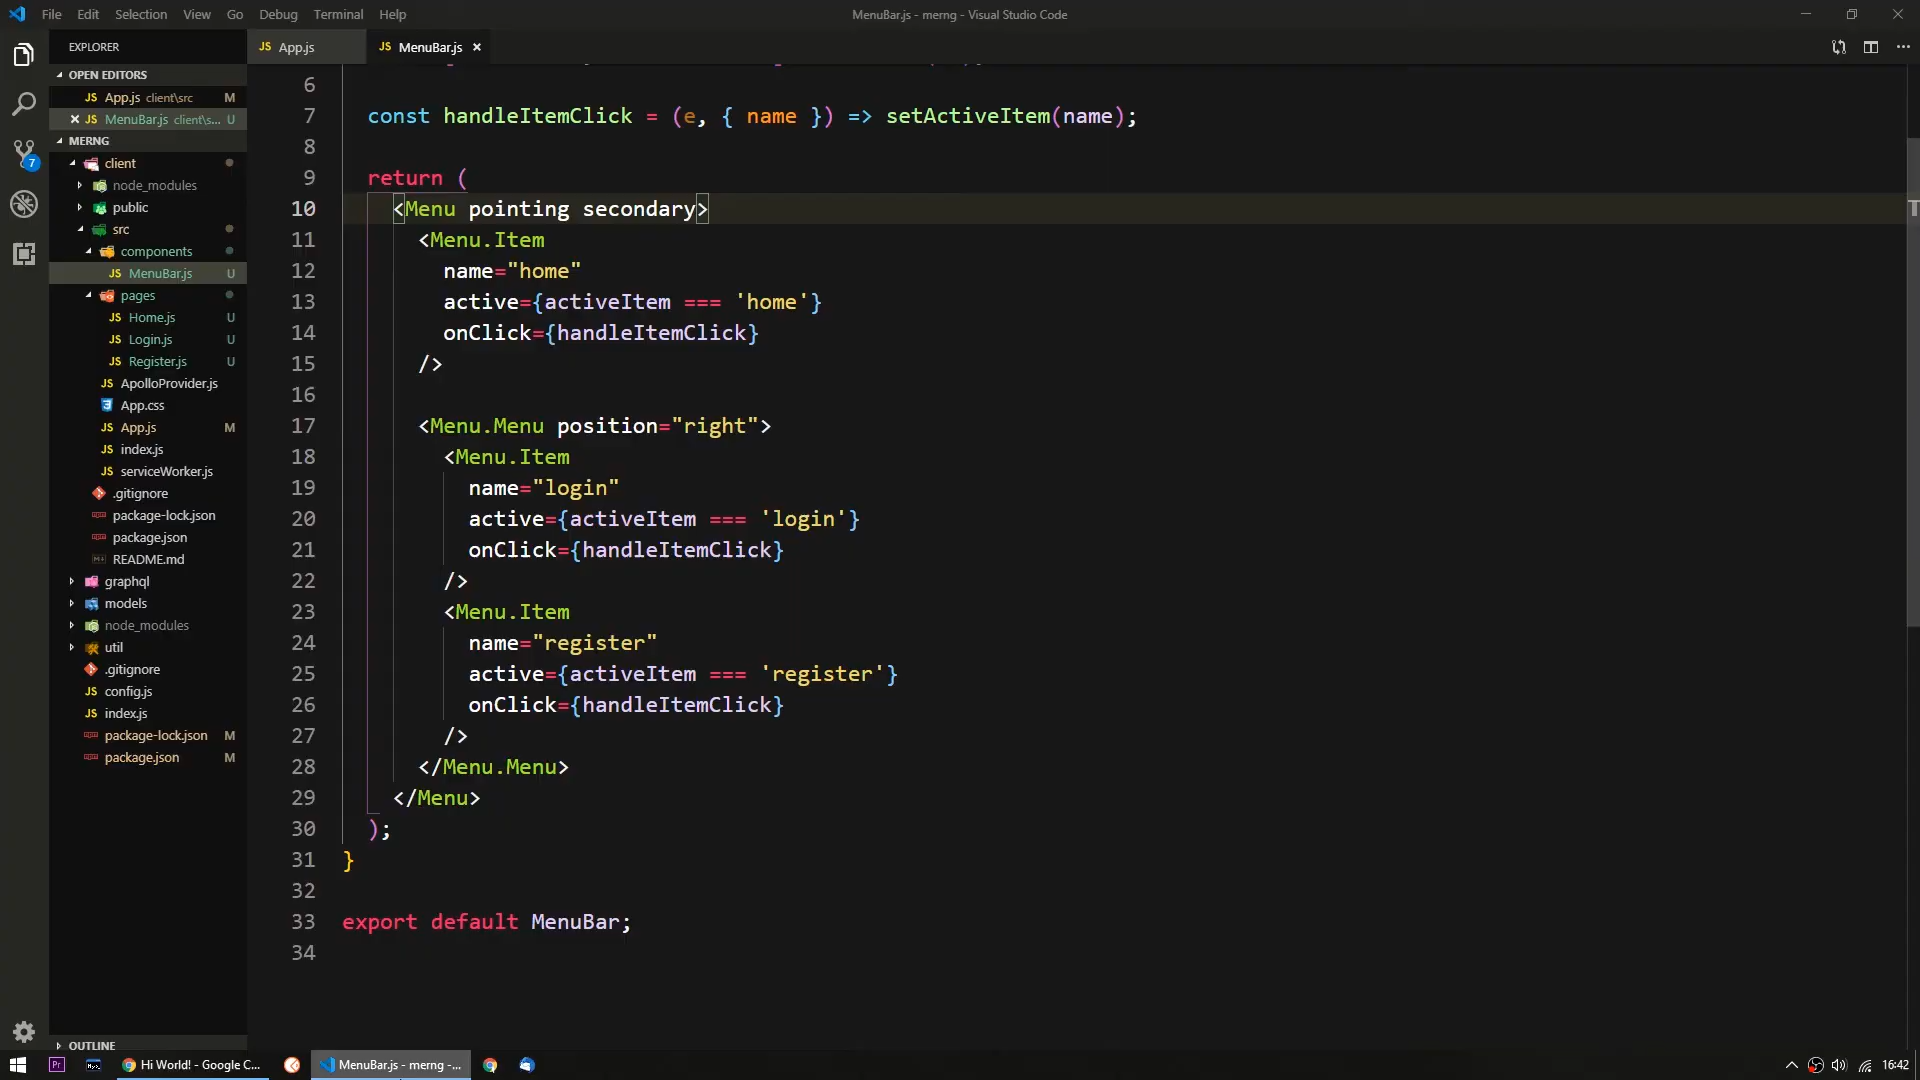 File Edit Selection View Go Debug Terminal Help
MenuBar.js - merng - Visual Studio Code
EXPLORER
JS App.js
JS MenuBar.js
OPEN EDITORS
JS App.js client\src M
JS MenuBar.js client\s... U
7
MERNG
client
node_modules
public
src
components
JS MenuBar.js U
pages
JS Home.js U
JS Login.js U
JS Register.js U
JS ApolloProvider.js
App.css
JS App.js M
JS index.js
JS serviceWorker.js
.gitignore
package-lock.json
package.json
README.md
graphql
models
node_modules
util
.gitignore
JS config.js
JS index.js
package-lock.json M
package.json M
OUTLINE
6
7 const handleItemClick = (e, { name }) => setActiveItem(name);
8
9 return (
10 <Menu pointing secondary>
11 <Menu.Item
12 name="home"
13 active={activeItem === 'home'}
14 onClick={handleItemClick}
15 />
16
17 <Menu.Menu position="right">
18 <Menu.Item
19 name="login"
20 active={activeItem === 'login'}
21 onClick={handleItemClick}
22 />
23 <Menu.Item
24 name="register"
25 active={activeItem === 'register'}
26 onClick={handleItemClick}
27 />
28 </Menu.Menu>
29 </Menu>
30 );
31 }
32
33 export default MenuBar;
34
Pr
Hi World! - Google C...
MenuBar.js - merng -...
16:42